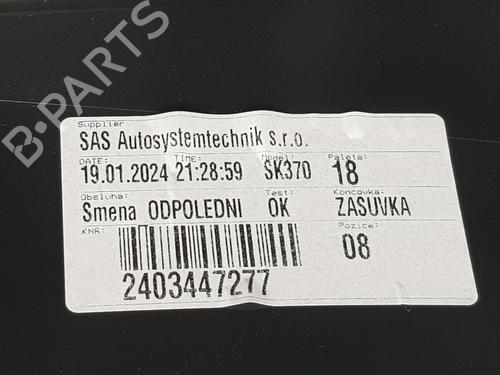 B-PARTS
Supplier
SAS Autosystemtechnik s.r.o.
DATE: TIME: Model: Paleta:
19.01.2024 21:28:59 SK370 18
Obsluha: Test: Koncovka:
Smena ODPOLEDNI OK ZASUVKA
KNR: Pozice:
08
2403447277